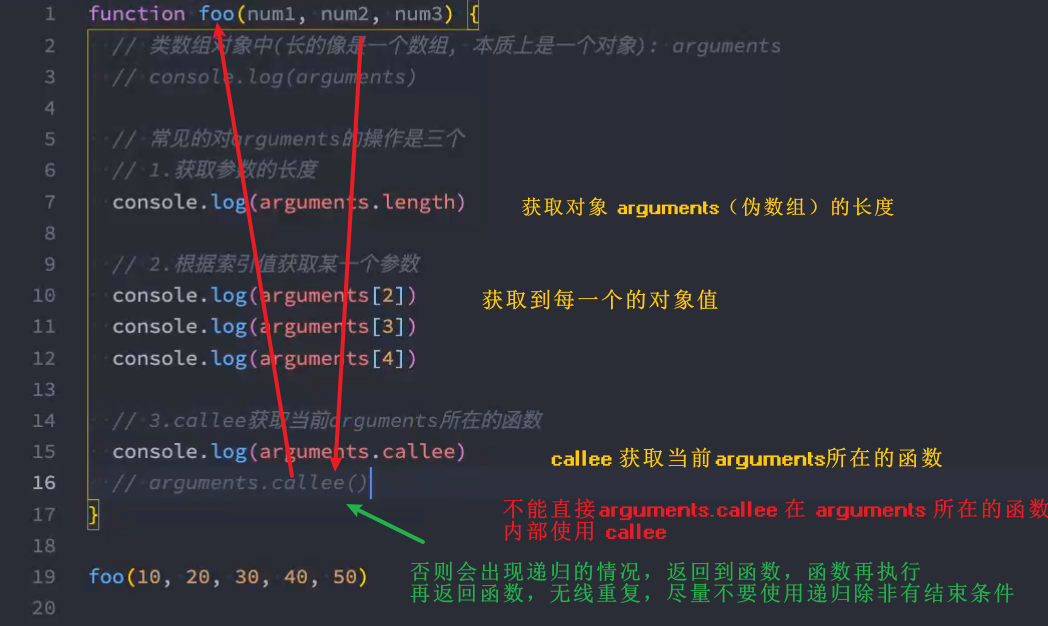 1 function foo(num1, num2, num3) {
2 // 类数组对象中(长的像是一个数组, 本质上是一个对象): arguments
3 // console.log(arguments)
4
5 // 常见的对arguments的操作是三个
6 // 1.获取参数的长度
7 console.log(arguments.length) 获取对象 arguments（伪数组）的长度
8
9 // 2.根据索引值获取某一个参数
10 console.log(arguments[2]) 获取到每一个的对象值
11 console.log(arguments[3])
12 console.log(arguments[4])
13
14 // 3.callee获取当前arguments所在的函数
15 console.log(arguments.callee) callee 获取当前arguments所在的函数
16 // arguments.callee()
17 }
不能直接arguments.callee 在 arguments 所在的函数
内部使用 callee
18
19 foo(10, 20, 30, 40, 50)
否则会出现递归的情况，返回到函数，函数再执行
再返回函数，无线重复，尽量不要使用递归除非有结束条件
20